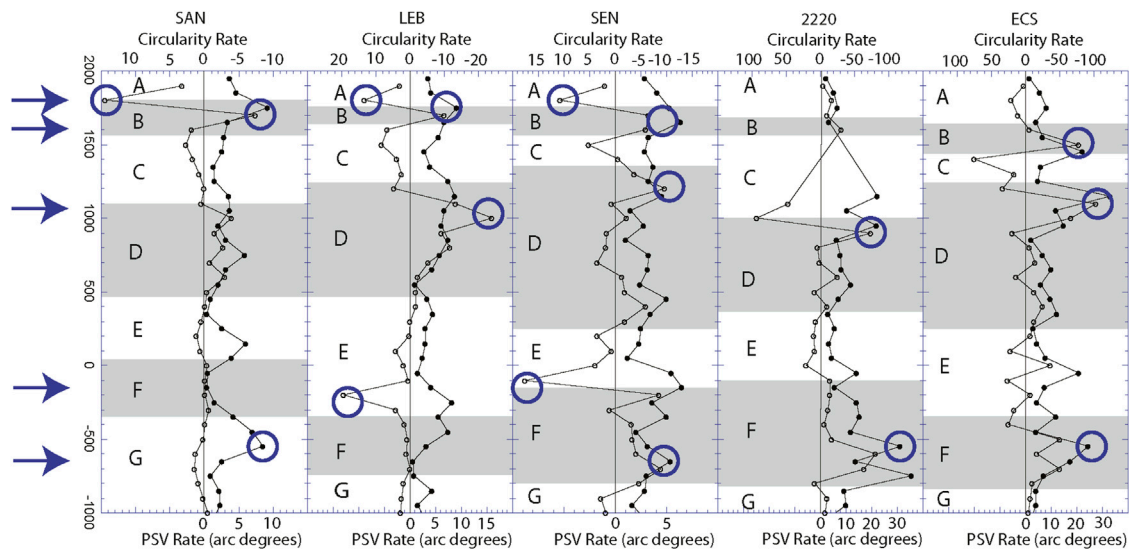 SAN LEB SEN 2220 ECS
Circularity Rate Circularity Rate Circularity Rate Circularity Rate Circularity Rate
10 5 0 -5 -10 20 10 0 -10 -20 15 10 5 0 -5 -10 -15 100 50 0 -50 -100 100 50 0 -50 -100
2000
1500
1000
500
0
-500
-1000
A
B
C
D
E
F
G
A
B
C
D
E
F
G
A
B
C
D
E
F
G
A
B
C
D
E
F
G
A
B
C
D
E
F
G
0 5 10 0 5 10 15 0 5 0 10 20 30 0 10 20 30
PSV Rate (arc degrees) PSV Rate (arc degrees) PSV Rate (arc degrees) PSV Rate (arc degrees) PSV Rate (arc degrees)